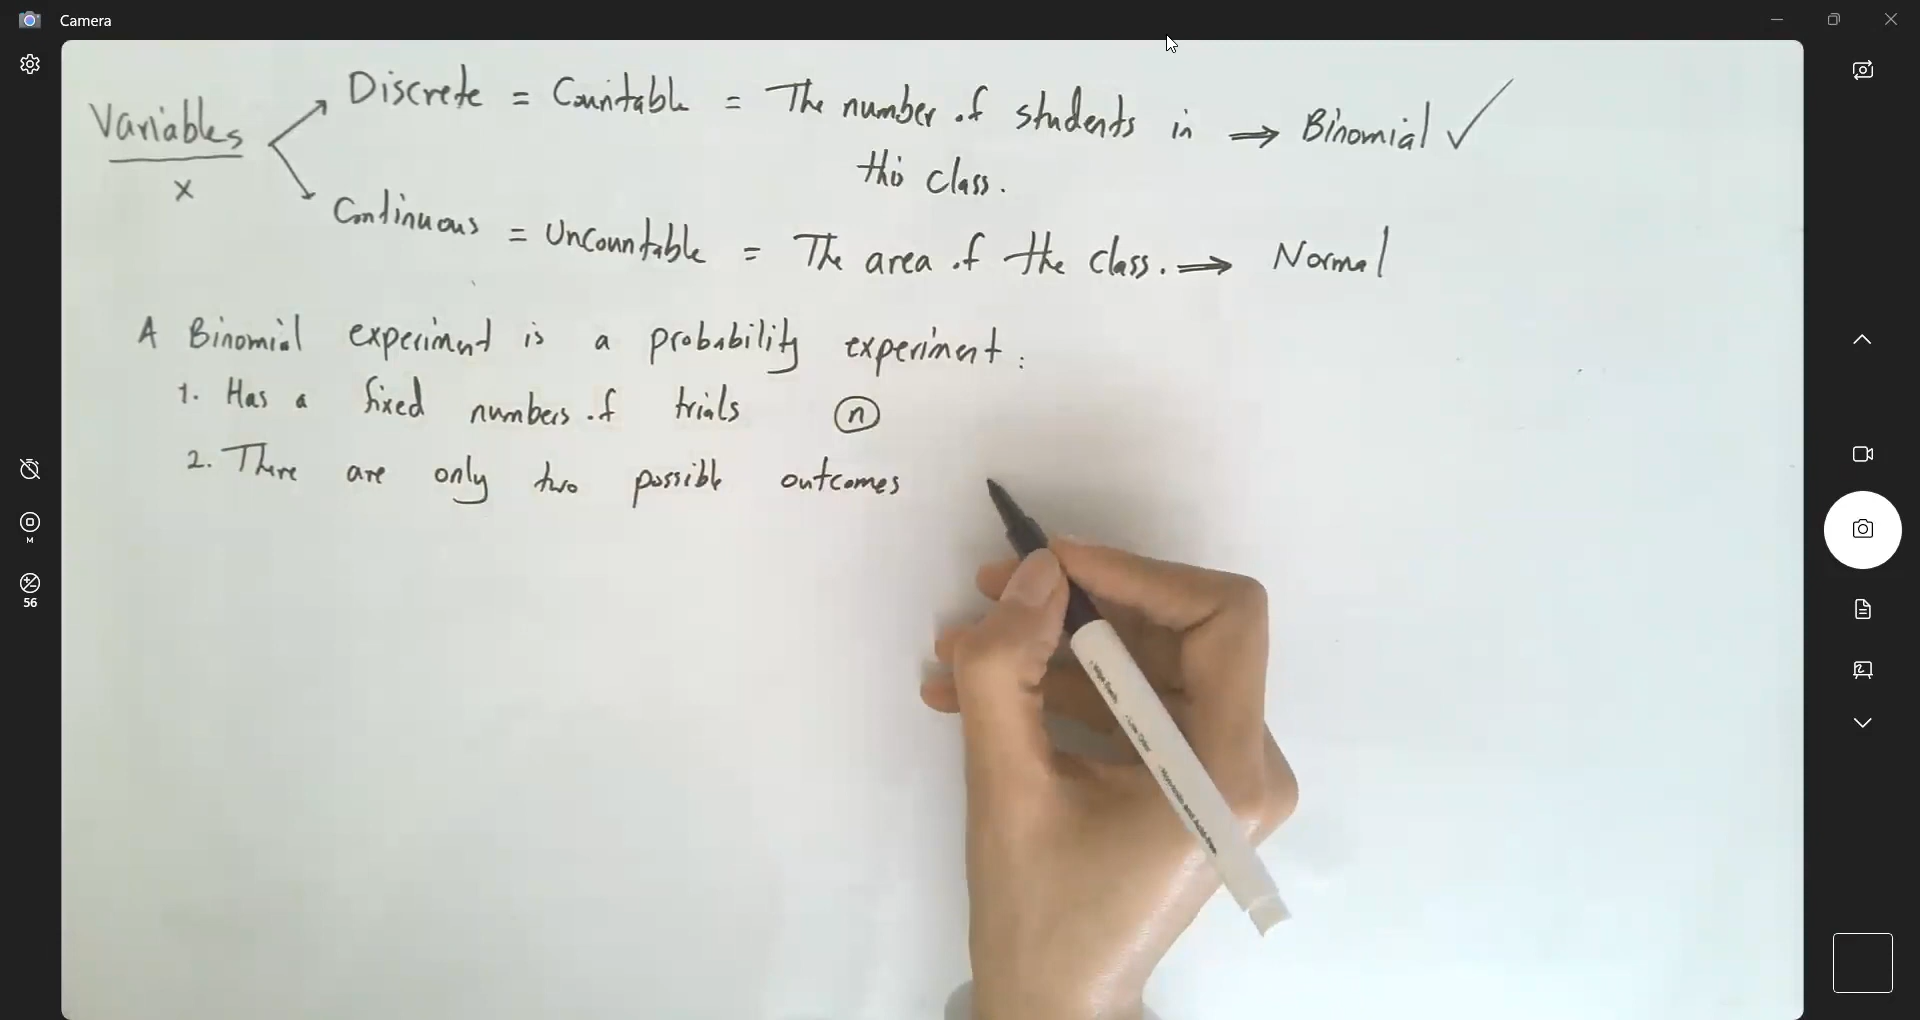 Camera
Variables
x
Discrete = Countable = The number of students in ⇒ Binomial ✓
this class.
Continuous = Uncountable = The area of the class. ⇒ Normal
A Binomial experiment is a probability experiment:
1. Has a fixed numbers of trials n
2. There are only two possible outcomes
M
56